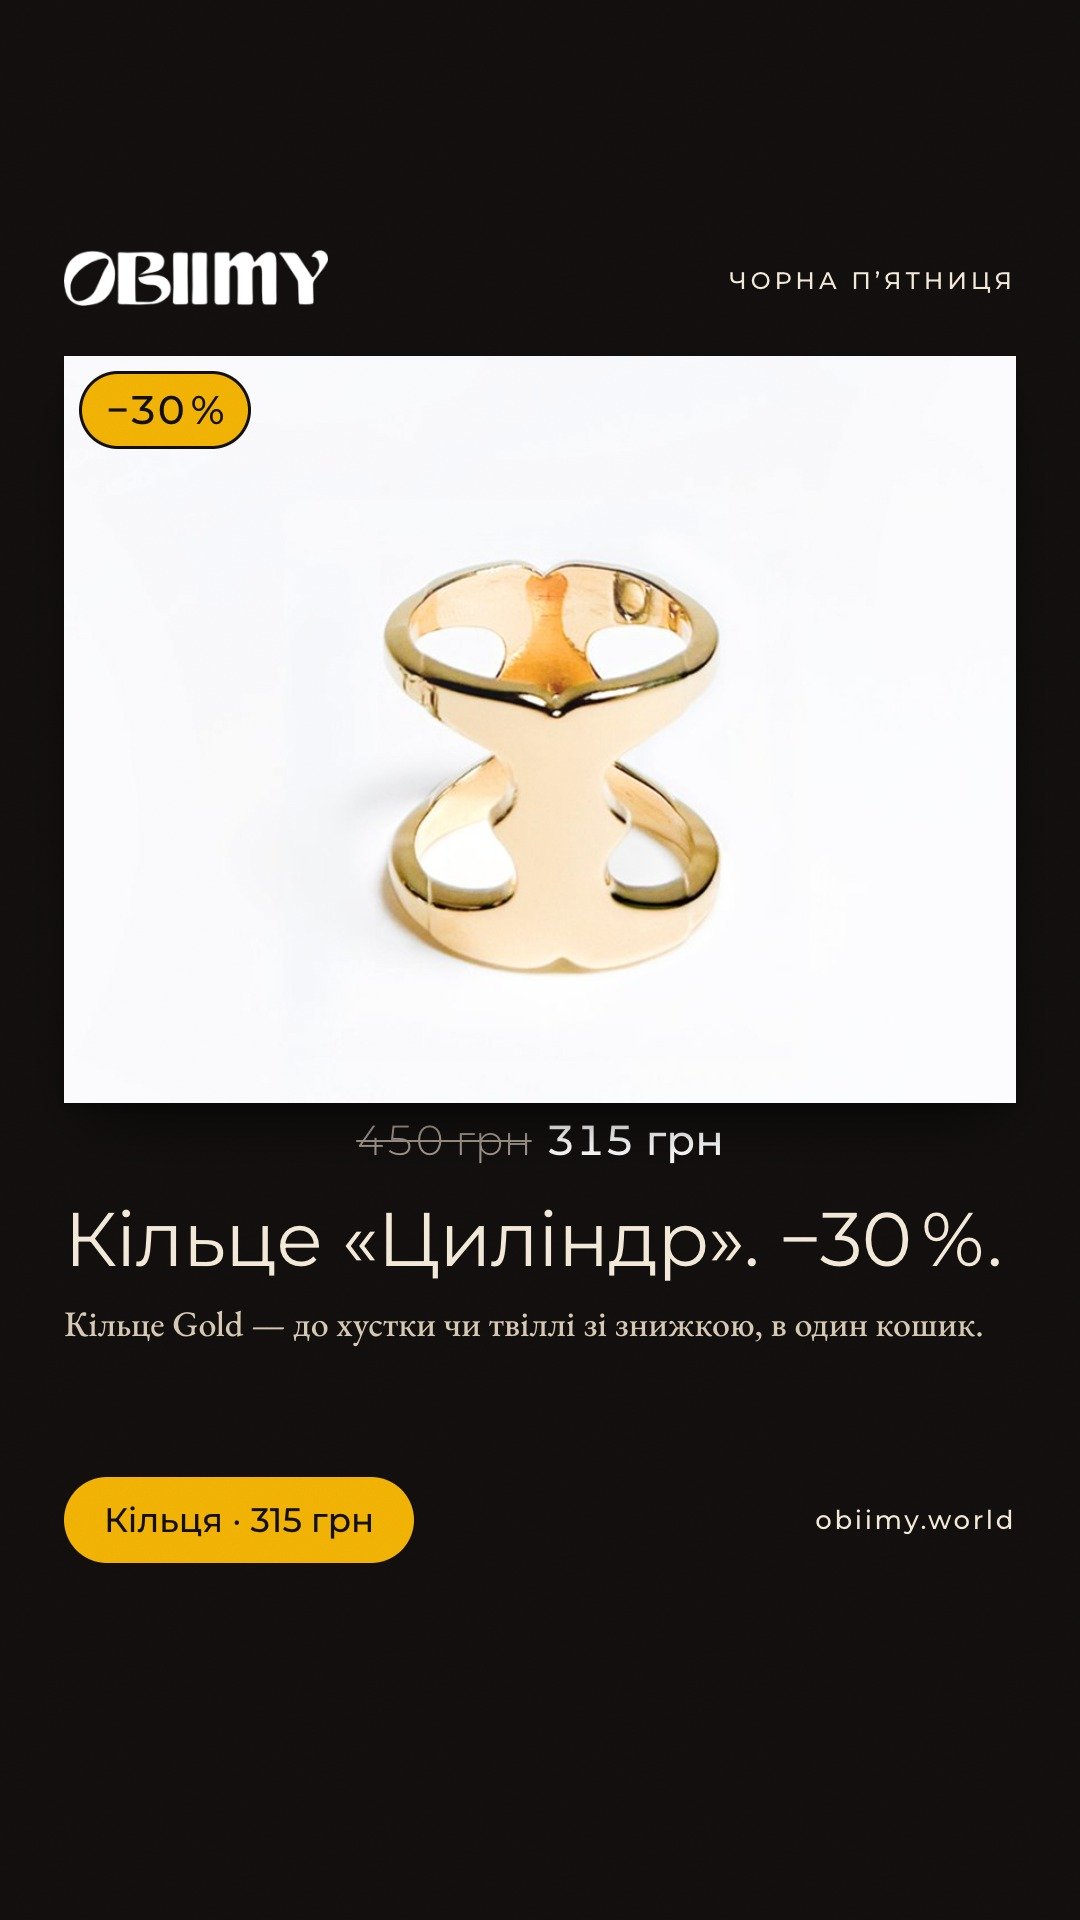 OBIIMY
ЧОРНА П’ЯТНИЦЯ
−30 %
450 грн 315 грн
Кільце «Циліндр». −30 %.
Кільце Gold — до хустки чи твіллі зі знижкою, в один кошик.
Кільця · 315 грн
obiimy.world